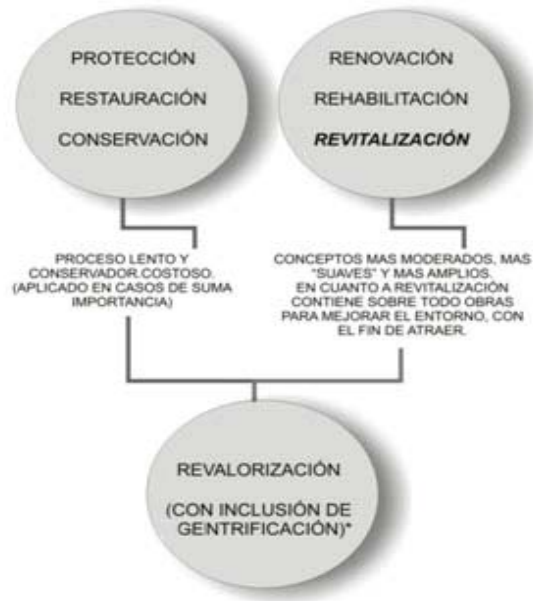 PROTECCIÓN
RESTAURACIÓN
CONSERVACIÓN
RENOVACIÓN
REHABILITACIÓN
REVITALIZACIÓN
PROCESO LENTO Y
CONSERVADOR.COSTOSO.
(APLICADO EN CASOS DE SUMA
IMPORTANCIA)
CONCEPTOS MAS MODERADOS, MAS
"SUAVES" Y MAS AMPLIOS.
EN CUANTO A REVITALIZACIÓN
CONTIENE SOBRE TODO OBRAS
PARA MEJORAR EL ENTORNO, CON
EL FIN DE ATRAER.
REVALORIZACIÓN
(CON INCLUSIÓN DE
GENTRIFICACIÓN)*